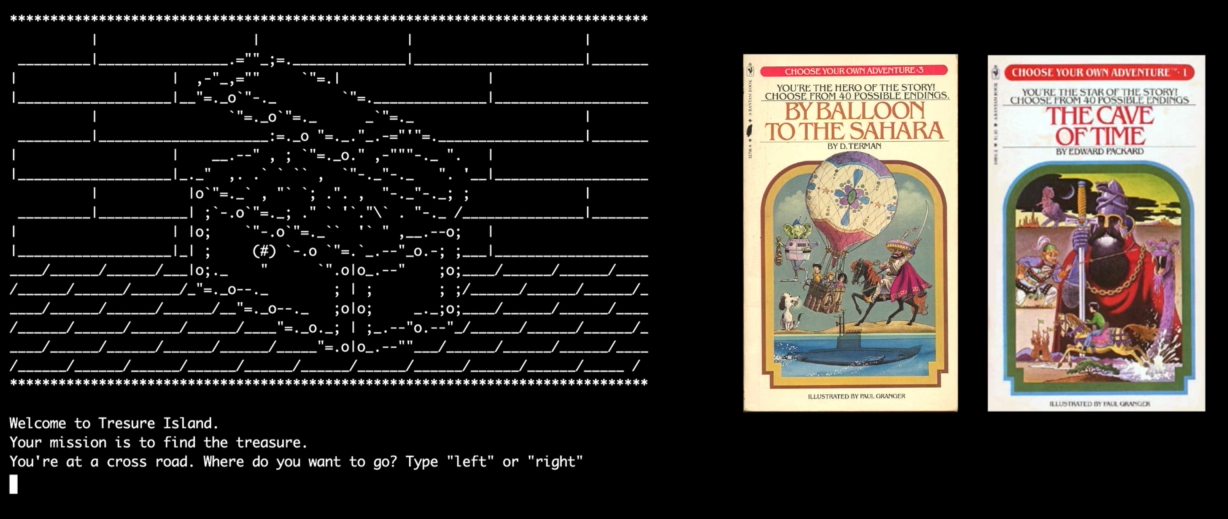 Welcome to Tresure Island.
Your mission is to find the treasure.
You're at a cross road. Where do you want to go? Type "left" or "right"
CHOOSE YOUR OWN ADVENTURE·3
YOU'RE THE HERO OF THE STORY!
CHOOSE FROM 40 POSSIBLE ENDINGS.
BY BALLOON
TO THE SAHARA
BY D. TERMAN
ILLUSTRATED BY PAUL GRANGER
CHOOSE YOUR OWN ADVENTURE™·1
YOU'RE THE STAR OF THE STORY!
CHOOSE FROM 40 POSSIBLE ENDINGS
THE CAVE
OF TIME
BY EDWARD PACKARD
ILLUSTRATED BY PAUL GRANGER